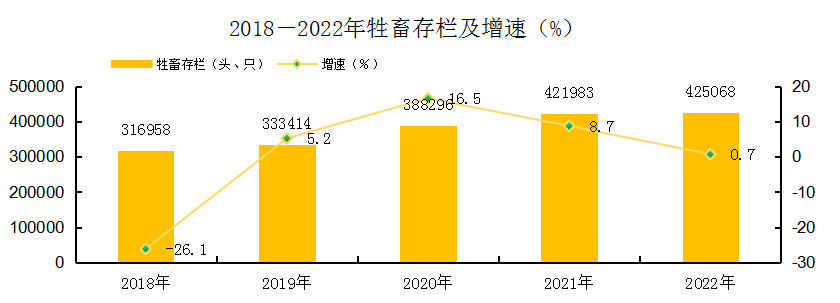 2018－2022年牲畜存栏及增速（%）
牲畜存栏（头、只） 增速（%）
500000 400000 300000 200000 100000 0
316958 333414 388296 421983 425068
-26.1 5.2 16.5 8.7 0.7
20 10 0 -10 -20 -30
2018年 2019年 2020年 2021年 2022年